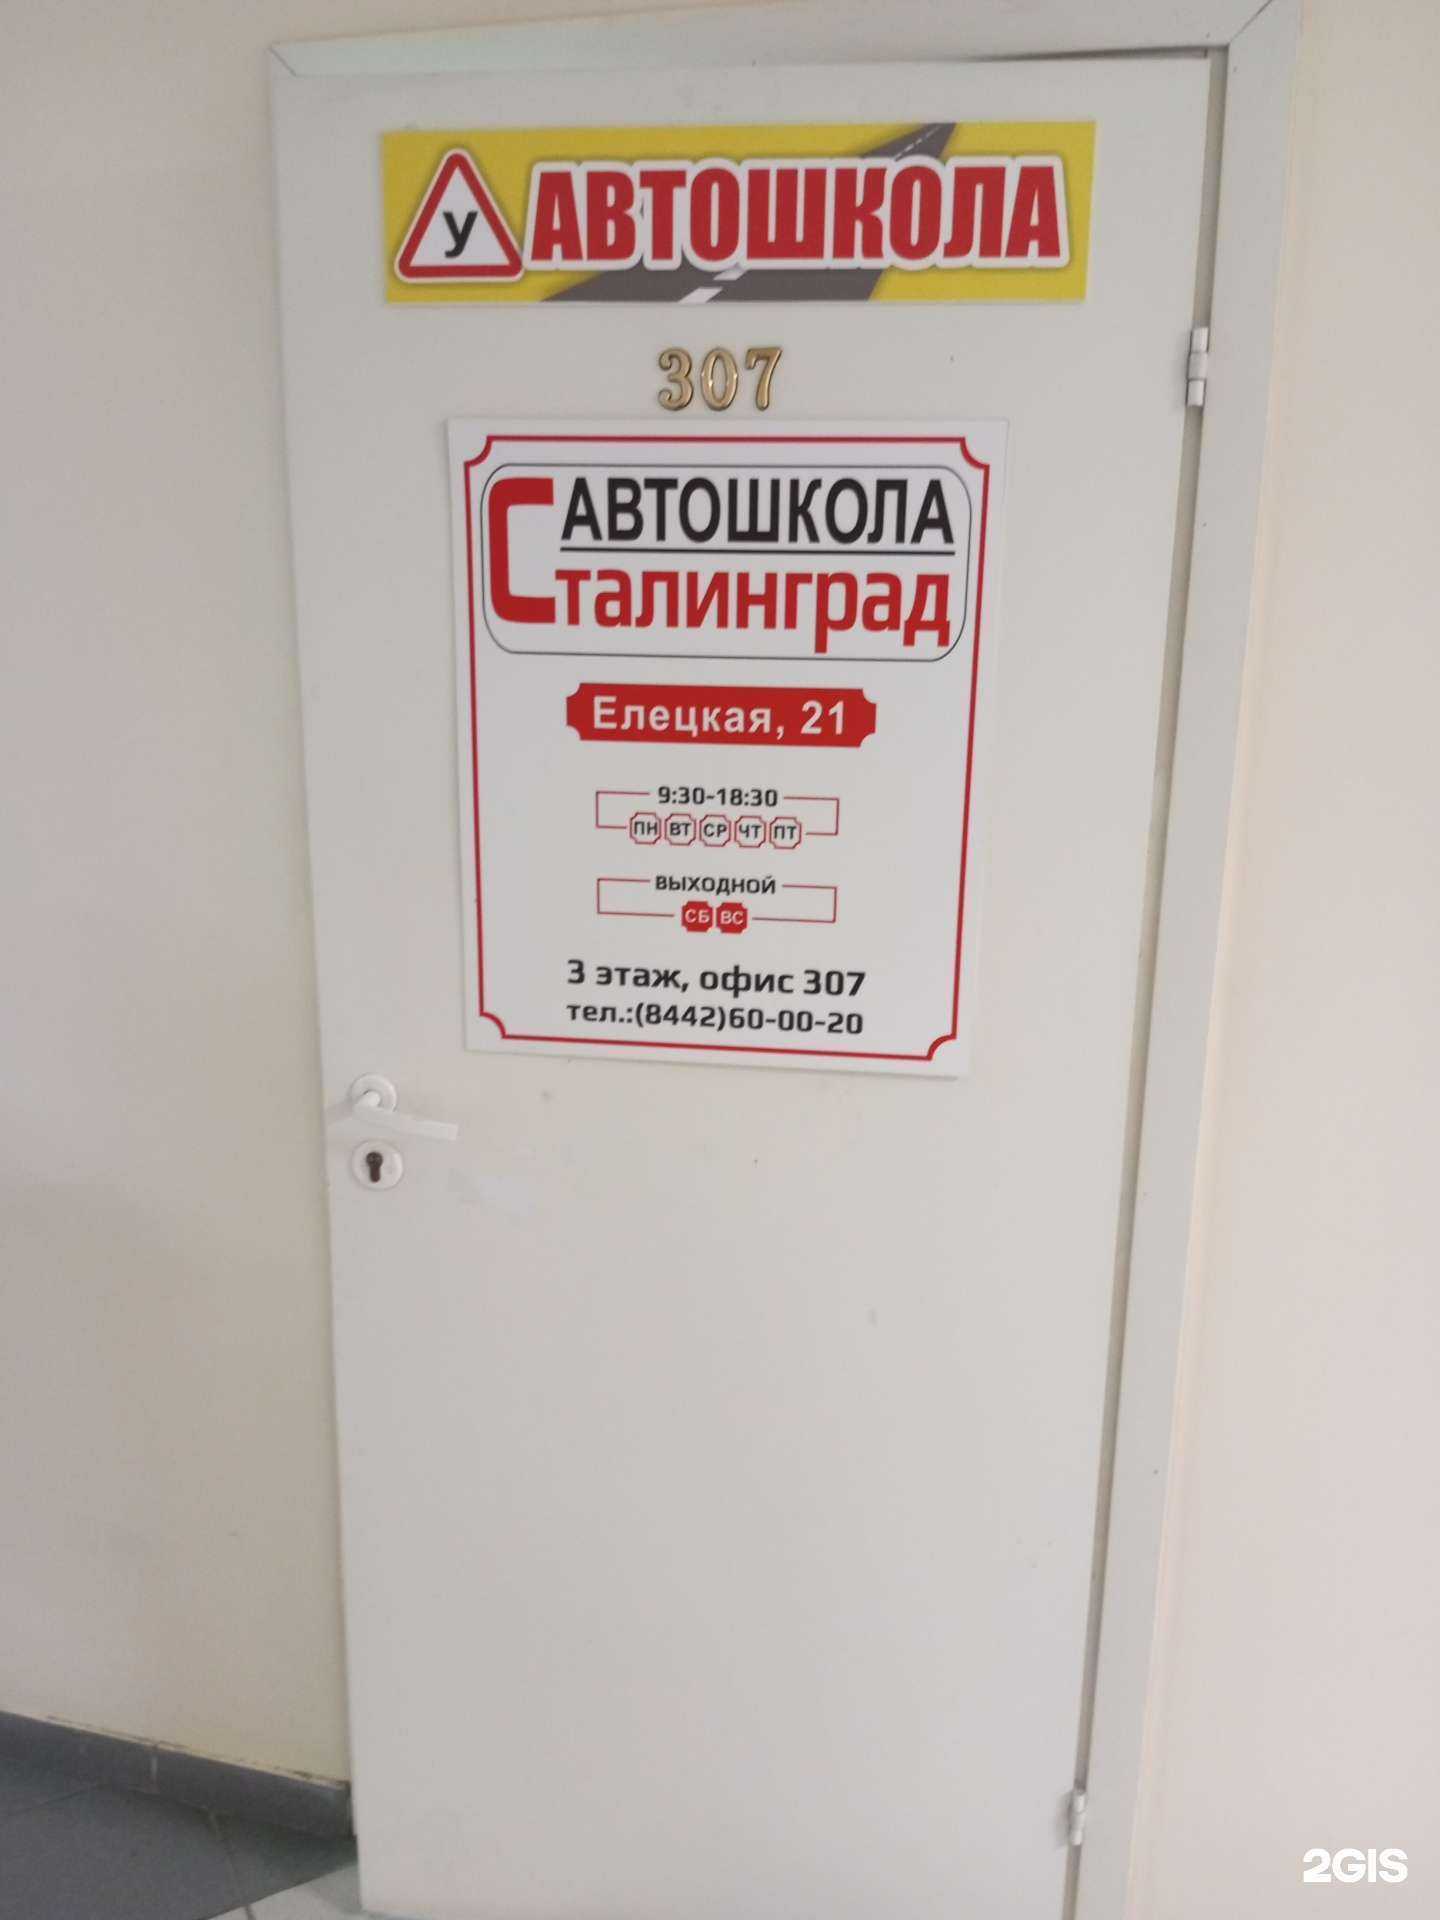 У АВТОШКОЛА
307
АВТОШКОЛА
Сталинград
Елецкая, 21
9:30-18:30
ПН ВТ СР ЧТ ПТ
ВЫХОДНОЙ
СБ ВС
3 этаж, офис 307
тел.:(8442)60-00-20
2GIS